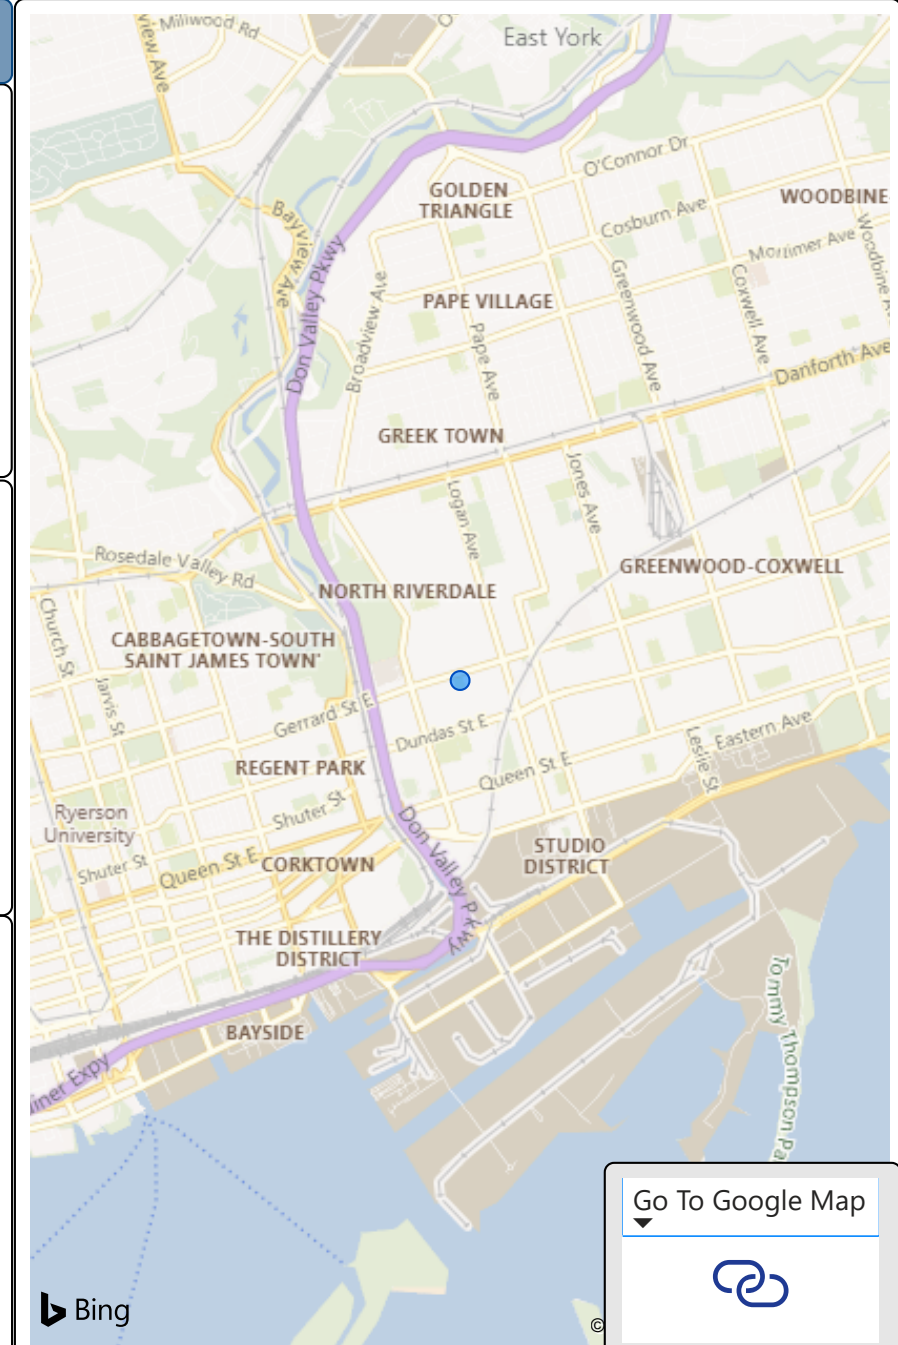 view Ave
Millwood Rd
East York
O'Connor Dr
GOLDEN
TRIANGLE
WOODBINE
Bayview Ave
Cosburn Ave
Mortimer Ave
Woodbine
Don Valley Pkwy
Broadview Ave
Greenwood Ave
Coxwell Ave
PAPE VILLAGE
Pape Ave
Danforth Ave
GREEK TOWN
Jones Ave
Logan Ave
Rosedale Valley Rd
GREENWOOD-COXWELL
NORTH RIVERDALE
Church St
CABBAGETOWN-SOUTH
SAINT JAMES TOWN'
Jarvis St
Gerrard St E
Dundas St E
Eastern Ave
Leslie St
REGENT PARK
Queen St E
Shuter St
Ryerson
University
Don Valley Pkwy
STUDIO
DISTRICT
Shuter St
Queen St E
CORKTOWN
THE DISTILLERY
DISTRICT
Tommy Thompson Pa
BAYSIDE
iner Expy
Go To Google Map
Bing
©